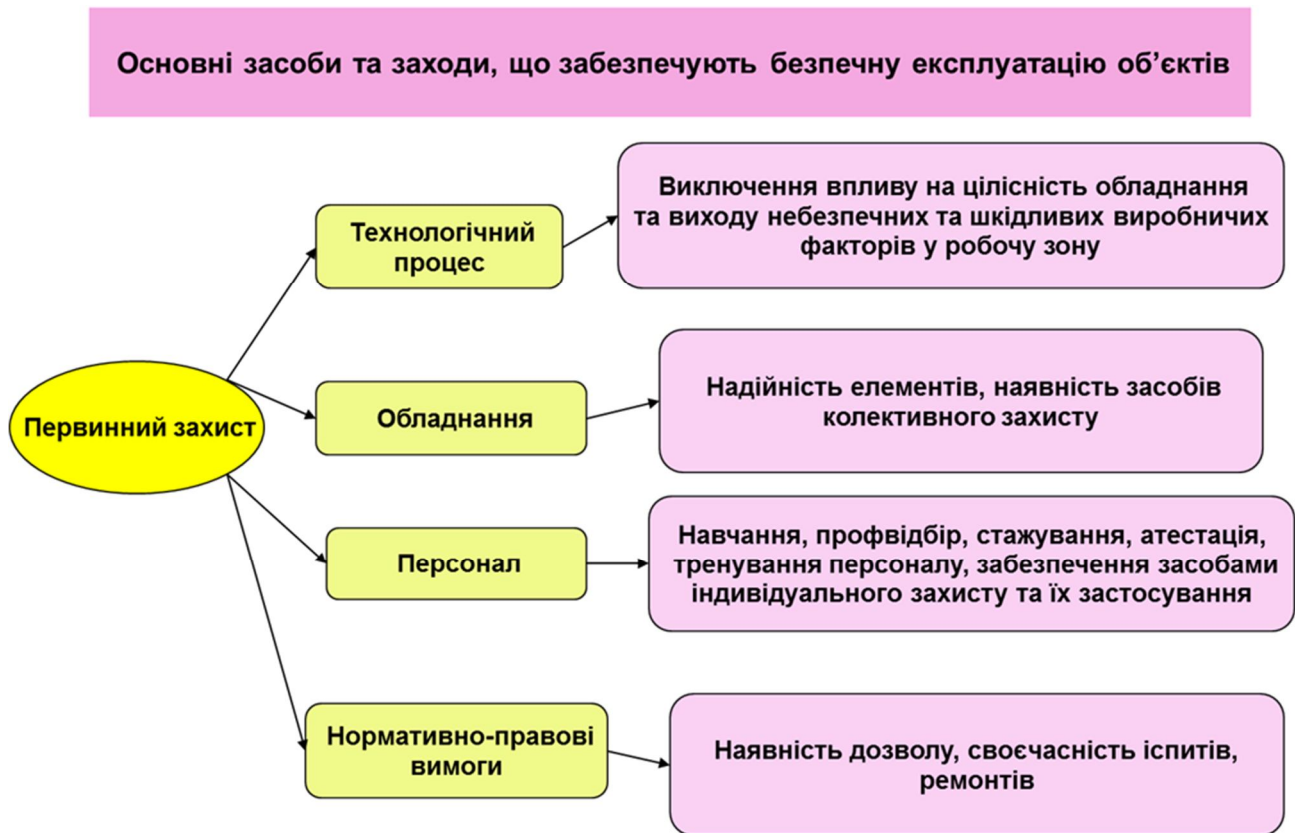 Основні засоби та заходи, що забезпечують безпечну експлуатацію об’єктів
Виключення впливу на цілісність обладнання
та виходу небезпечних та шкідливих виробничих
факторів у робочу зону
Технологічний
процес
Надійність елементів, наявність засобів
колективного захисту
Обладнання
Первинний захист
Навчання, профвідбір, стажування, атестація,
тренування персоналу, забезпечення засобами
індивідуального захисту та їх застосування
Персонал
Нормативно-правові
вимоги
Наявність дозволу, своєчасність іспитів,
ремонтів